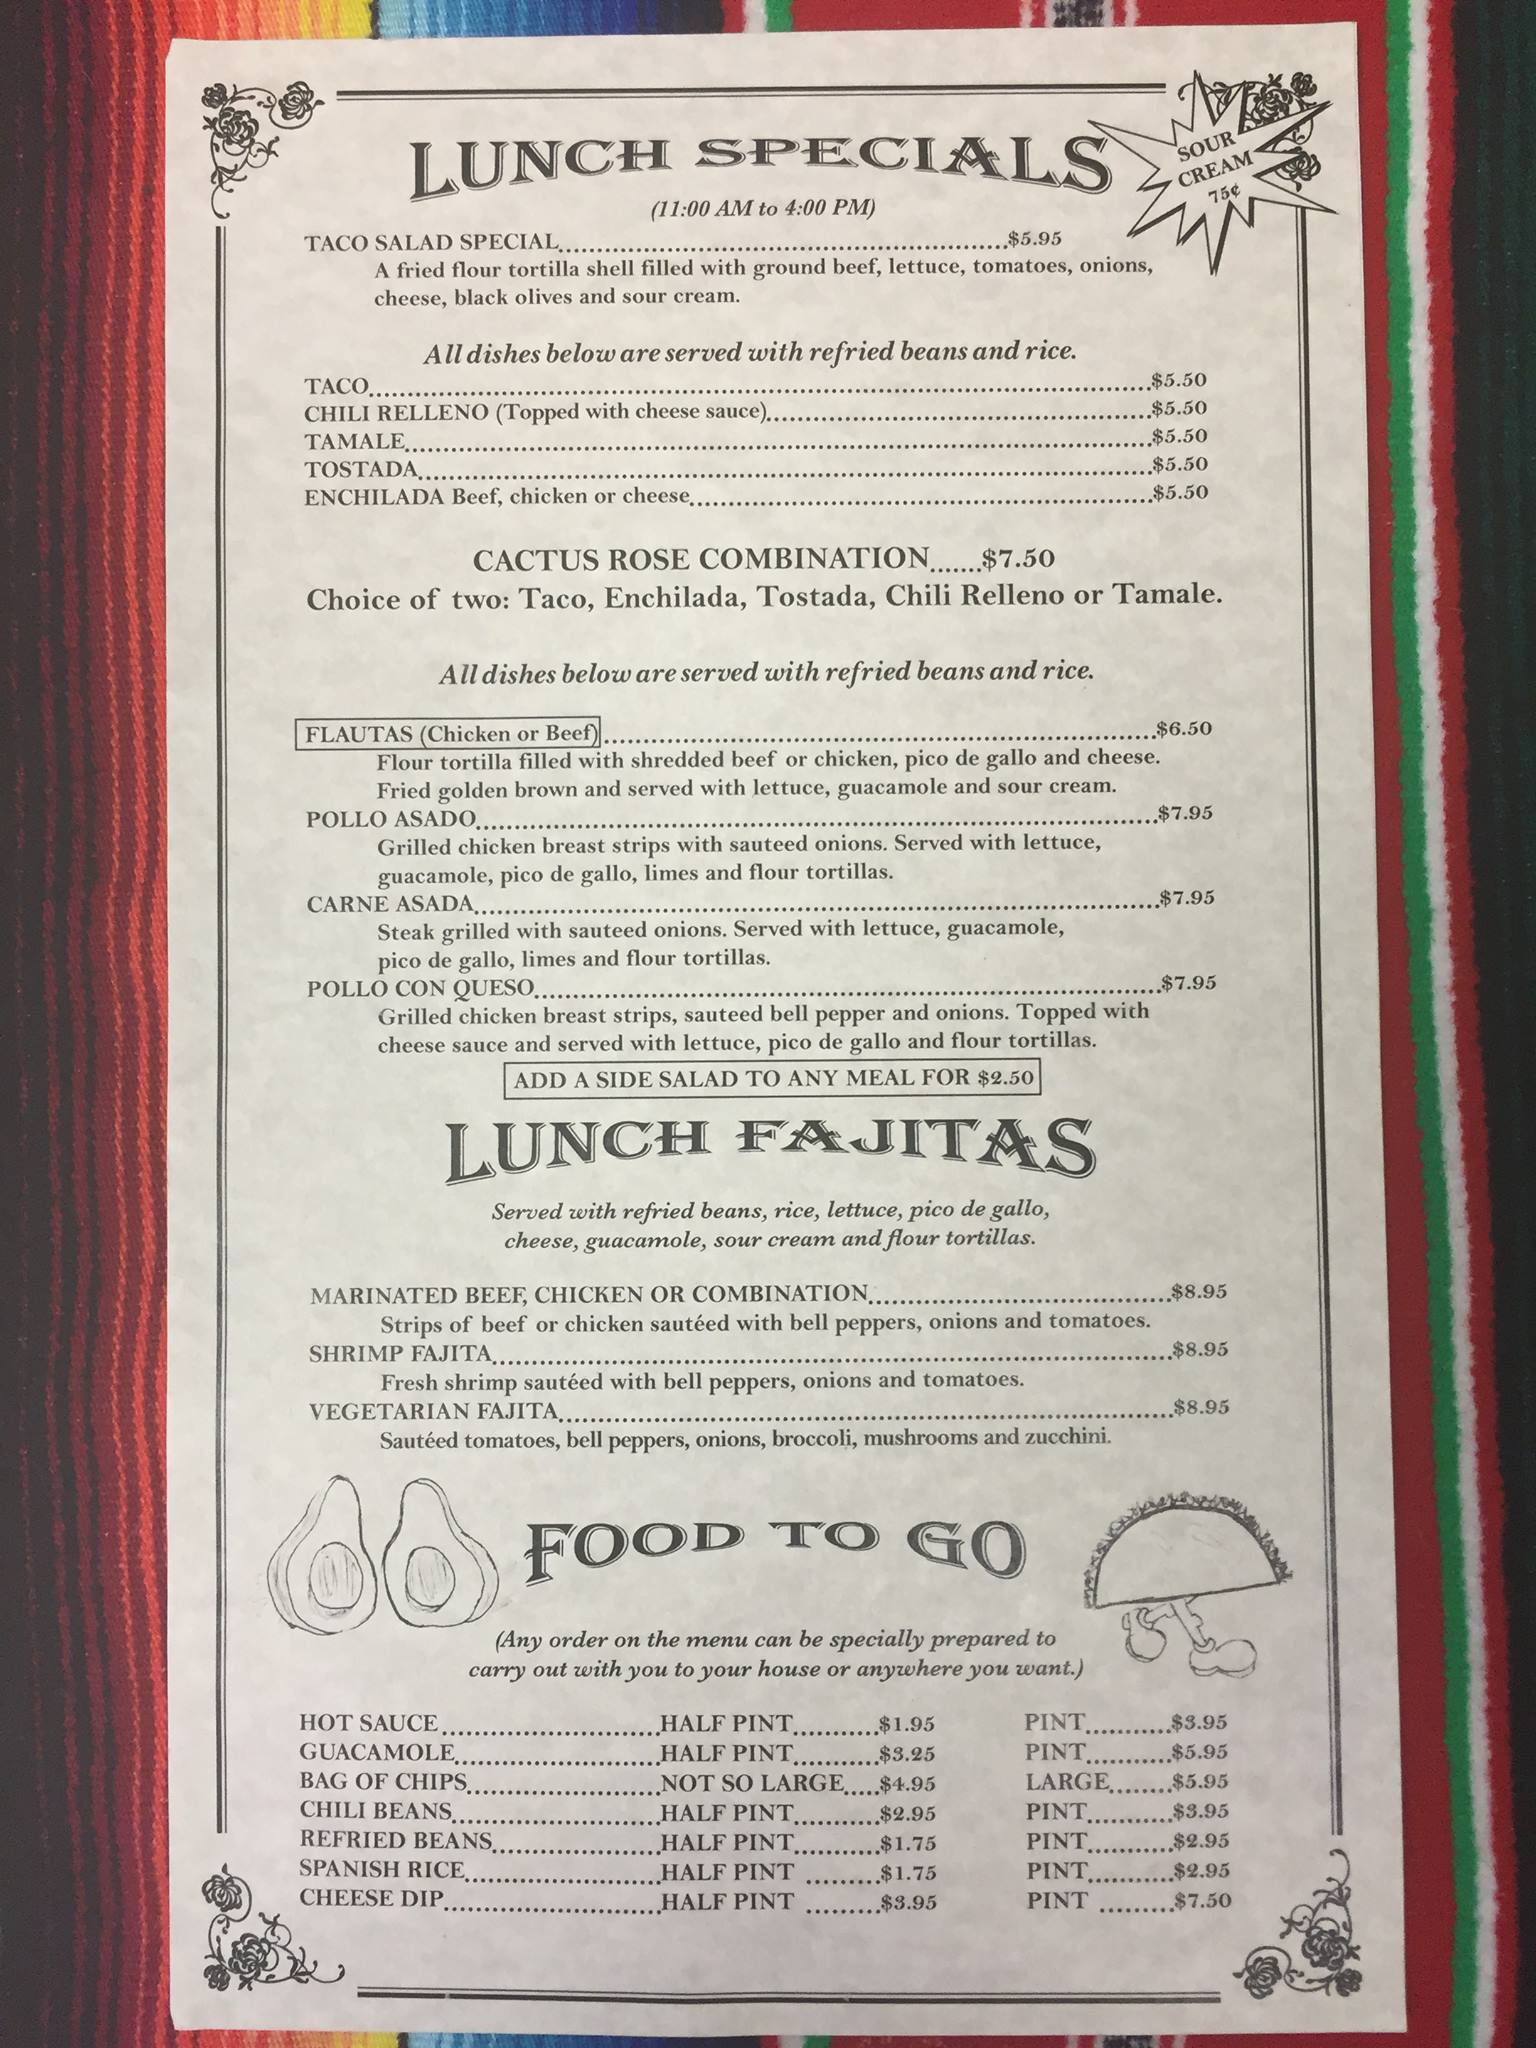 LUNCH SPECIALS
SOUR
CREAM
75¢
(11:00 AM to 4:00 PM)
TACO SALAD SPECIAL........................................................$5.95
A fried flour tortilla shell filled with ground beef, lettuce, tomatoes, onions,
cheese, black olives and sour cream.
All dishes below are served with refried beans and rice.
TACO........................................................$5.50
CHILI RELLENO (Topped with cheese sauce)........................................................$5.50
TAMALE........................................................$5.50
TOSTADA........................................................$5.50
ENCHILADA Beef, chicken or cheese........................................................$5.50
CACTUS ROSE COMBINATION.......$7.50
Choice of two: Taco, Enchilada, Tostada, Chili Relleno or Tamale.
All dishes below are served with refried beans and rice.
FLAUTAS (Chicken or Beef)........................................................$6.50
Flour tortilla filled with shredded beef or chicken, pico de gallo and cheese.
Fried golden brown and served with lettuce, guacamole and sour cream.
POLLO ASADO........................................................$7.95
Grilled chicken breast strips with sauteed onions. Served with lettuce,
guacamole, pico de gallo, limes and flour tortillas.
CARNE ASADA........................................................$7.95
Steak grilled with sauteed onions. Served with lettuce, guacamole,
pico de gallo, limes and flour tortillas.
POLLO CON QUESO........................................................$7.95
Grilled chicken breast strips, sauteed bell pepper and onions. Topped with
cheese sauce and served with lettuce, pico de gallo and flour tortillas.
ADD A SIDE SALAD TO ANY MEAL FOR $2.50
LUNCH FAJITAS
Served with refried beans, rice, lettuce, pico de gallo,
cheese, guacamole, sour cream and flour tortillas.
MARINATED BEEF, CHICKEN OR COMBINATION........................................$8.95
Strips of beef or chicken sautéed with bell peppers, onions and tomatoes.
SHRIMP FAJITA........................................................$8.95
Fresh shrimp sautéed with bell peppers, onions and tomatoes.
VEGETARIAN FAJITA........................................................$8.95
Sautéed tomatoes, bell peppers, onions, broccoli, mushrooms and zucchini.
FOOD TO GO
(Any order on the menu can be specially prepared to
carry out with you to your house or anywhere you want.)
HOT SAUCE.............................HALF PINT...........$1.95 PINT...........$3.95
GUACAMOLE...........................HALF PINT...........$3.25 PINT...........$5.95
BAG OF CHIPS.........................NOT SO LARGE.....$4.95 LARGE........$5.95
CHILI BEANS...........................HALF PINT...........$2.95 PINT...........$3.95
REFRIED BEANS......................HALF PINT...........$1.75 PINT...........$2.95
SPANISH RICE.........................HALF PINT .........$1.75 PINT...........$2.95
CHEESE DIP............................HALF PINT .........$3.95 PINT .........$7.50